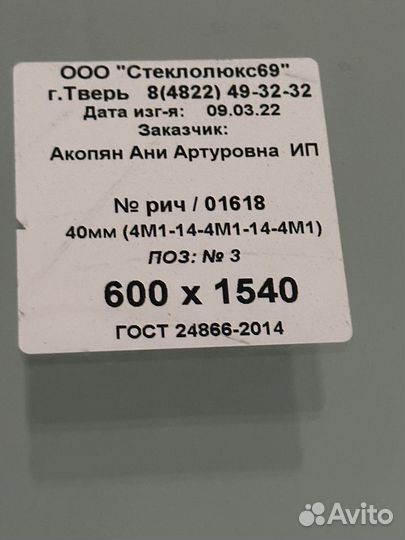 ООО "Стеклолюкс69"
г.Тверь 8(4822) 49-32-32
Дата изг-я: 09.03.22
Заказчик:
Акопян Ани Артуровна ИП
№ рич / 01618
40мм (4М1-14-4М1-14-4М1)
ПОЗ: № 3
600 x 1540
ГОСТ 24866-2014
Avito